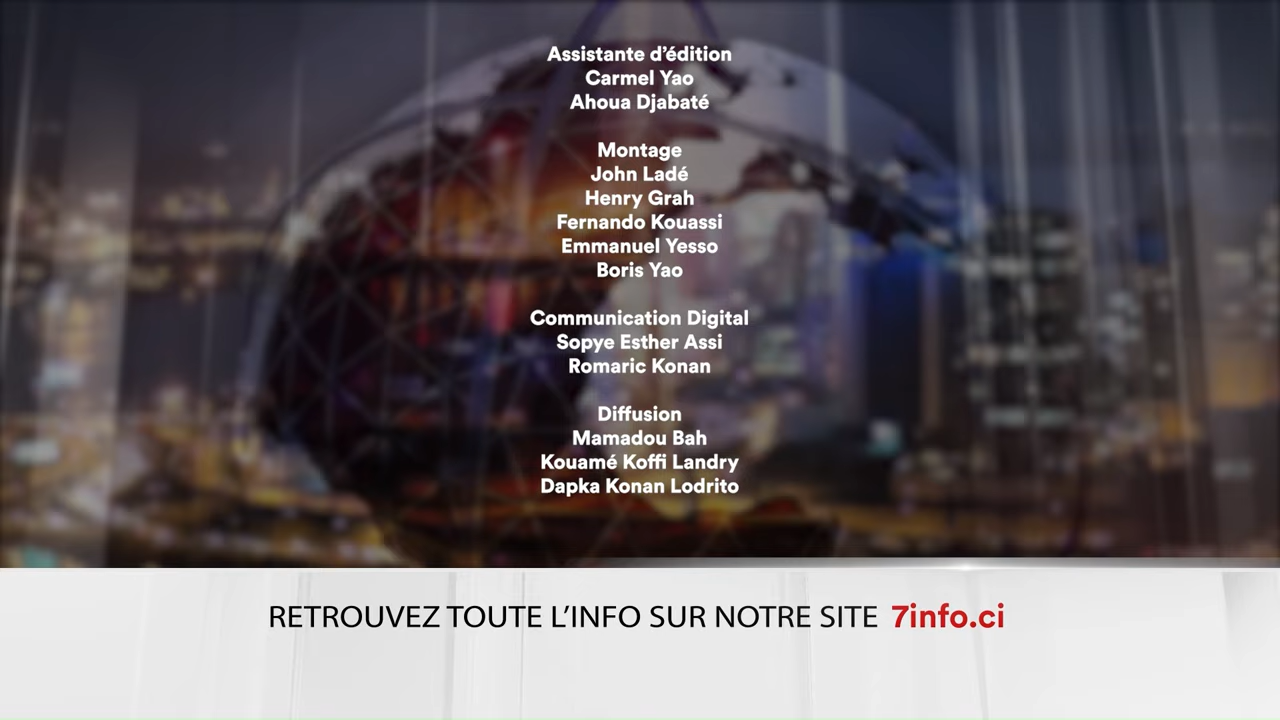 Assistante d’édition
Carmel Yao
Ahoua Djabaté
Montage
John Ladé
Henry Grah
Fernando Kouassi
Emmanuel Yesso
Boris Yao
Communication Digital
Sopye Esther Assi
Romaric Konan
Diffusion
Mamadou Bah
Kouamé Koffi Landry
Dapka Konan Lodrito
RETROUVEZ TOUTE L’INFO SUR NOTRE SITE 7info.ci